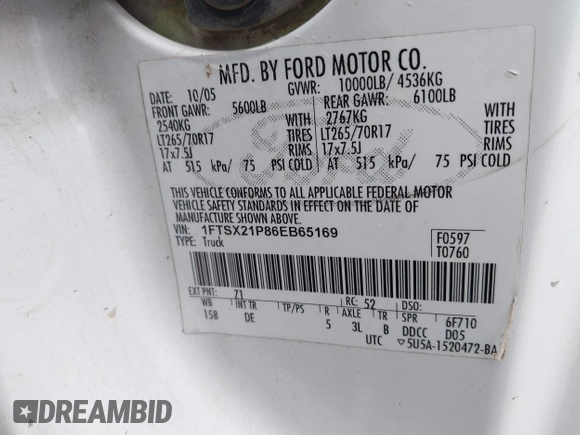 MFD. BY FORD MOTOR CO.
DATE: 10/05 GVWR: 10000LB/ 4536KG
FRONT GAWR: 5600LB REAR GAWR: 6100LB
2540KG WITH 2767KG WITH
LT265/70R17 TIRES LT265/70R17 TIRES
17x7.5J RIMS 17x7.5J RIMS
AT 515 kPa/ 75 PSI COLD AT 515 kPa/ 75 PSI COLD
Ford
THIS VEHICLE CONFORMS TO ALL APPLICABLE FEDERAL MOTOR
VEHICLE SAFETY STANDARDS IN EFFECT ON THE DATE OF
MANUFACTURE SHOWN ABOVE.
VIN: 1FTSX21P86EB65169 F0597
TYPE: Truck T0760
EXT PNT: 71 RC: 52 DSO:
WB INT TR TP/PS R AXLE TR SPR 6F710
158 DE 5 3L B DDCC D05
UTC ▽5U5A-1520472-BA
DREAMBID